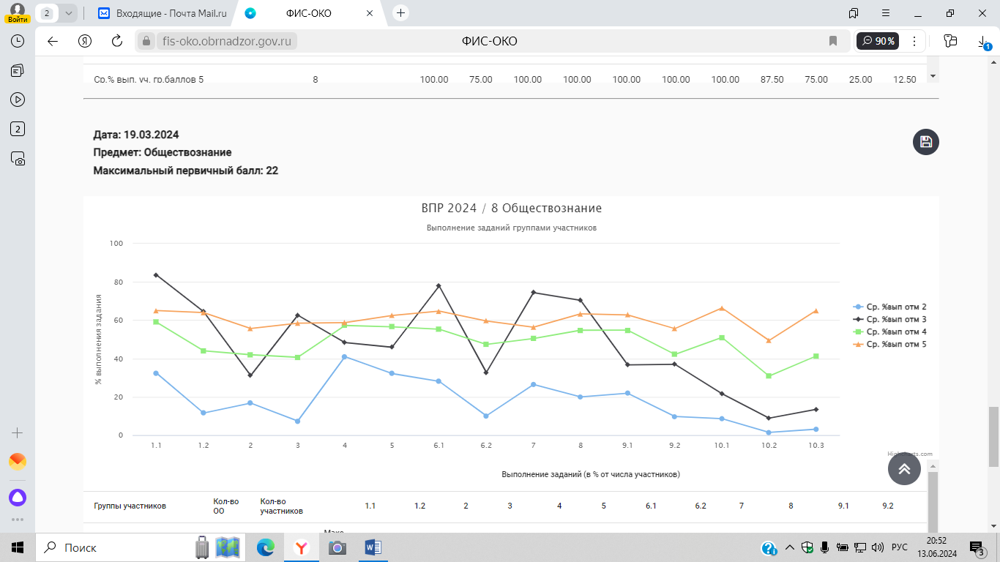 Войти
2
Входящие - Почта Mail.ru
ФИС-ОКО
fis-oko.obrnadzor.gov.ru
ФИС-ОКО
90%
1
2
Ср.% вып. уч. гр.баллов 5 8 100.00 75.00 100.00 100.00 100.00 100.00 100.00 87.50 75.00 25.00 12.50
Дата: 19.03.2024
Предмет: Обществознание
Максимальный первичный балл: 22
ВПР 2024 / 8 Обществознание
Выполнение заданий группами участников
% выполнения задания
100
80
60
40
20
0
1.1 1.2 2 3 4 5 6.1 6.2 7 8 9.1 9.2 10.1 10.2 10.3
Ср. %вып отм 2
Ср. %вып отм 3
Ср. %вып отм 4
Ср. %вып отм 5
Highcharts.com
Выполнение заданий (в % от числа участников)
Группы участников Кол-во ОО Кол-во участников 1.1 1.2 2 3 4 5 6.1 6.2 7 8 9.1 9.2
Макс
Поиск
РУС
20:52
13.06.2024
3